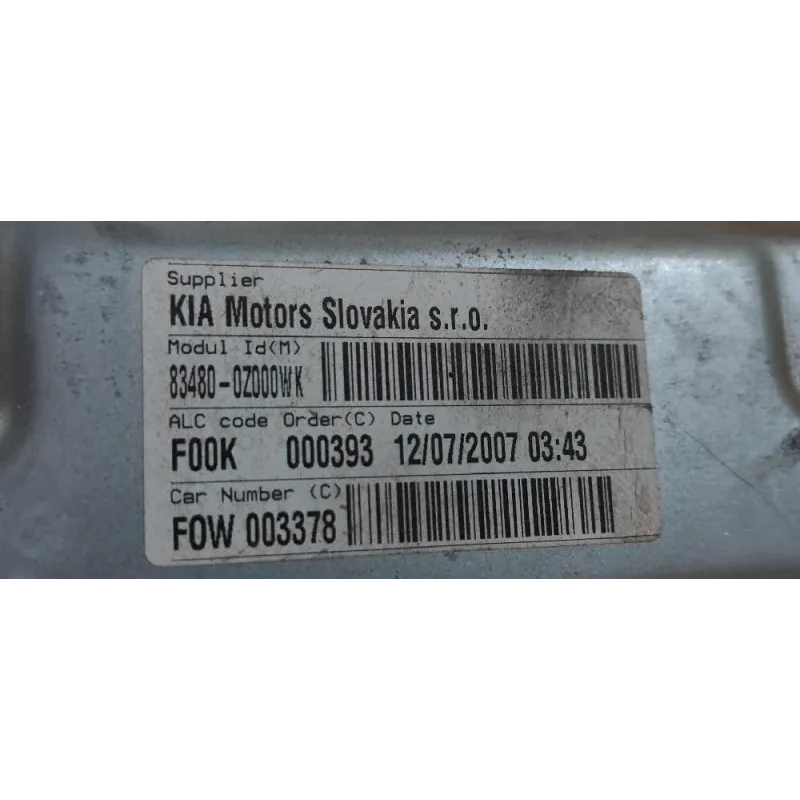 Supplier
KIA Motors Slovakia s.r.o.
Modul Id(M)
83480-0Z000WK
ALC code Order(C) Date
F00K 000393 12/07/2007 03:43
Car Number (C)
FOW 003378